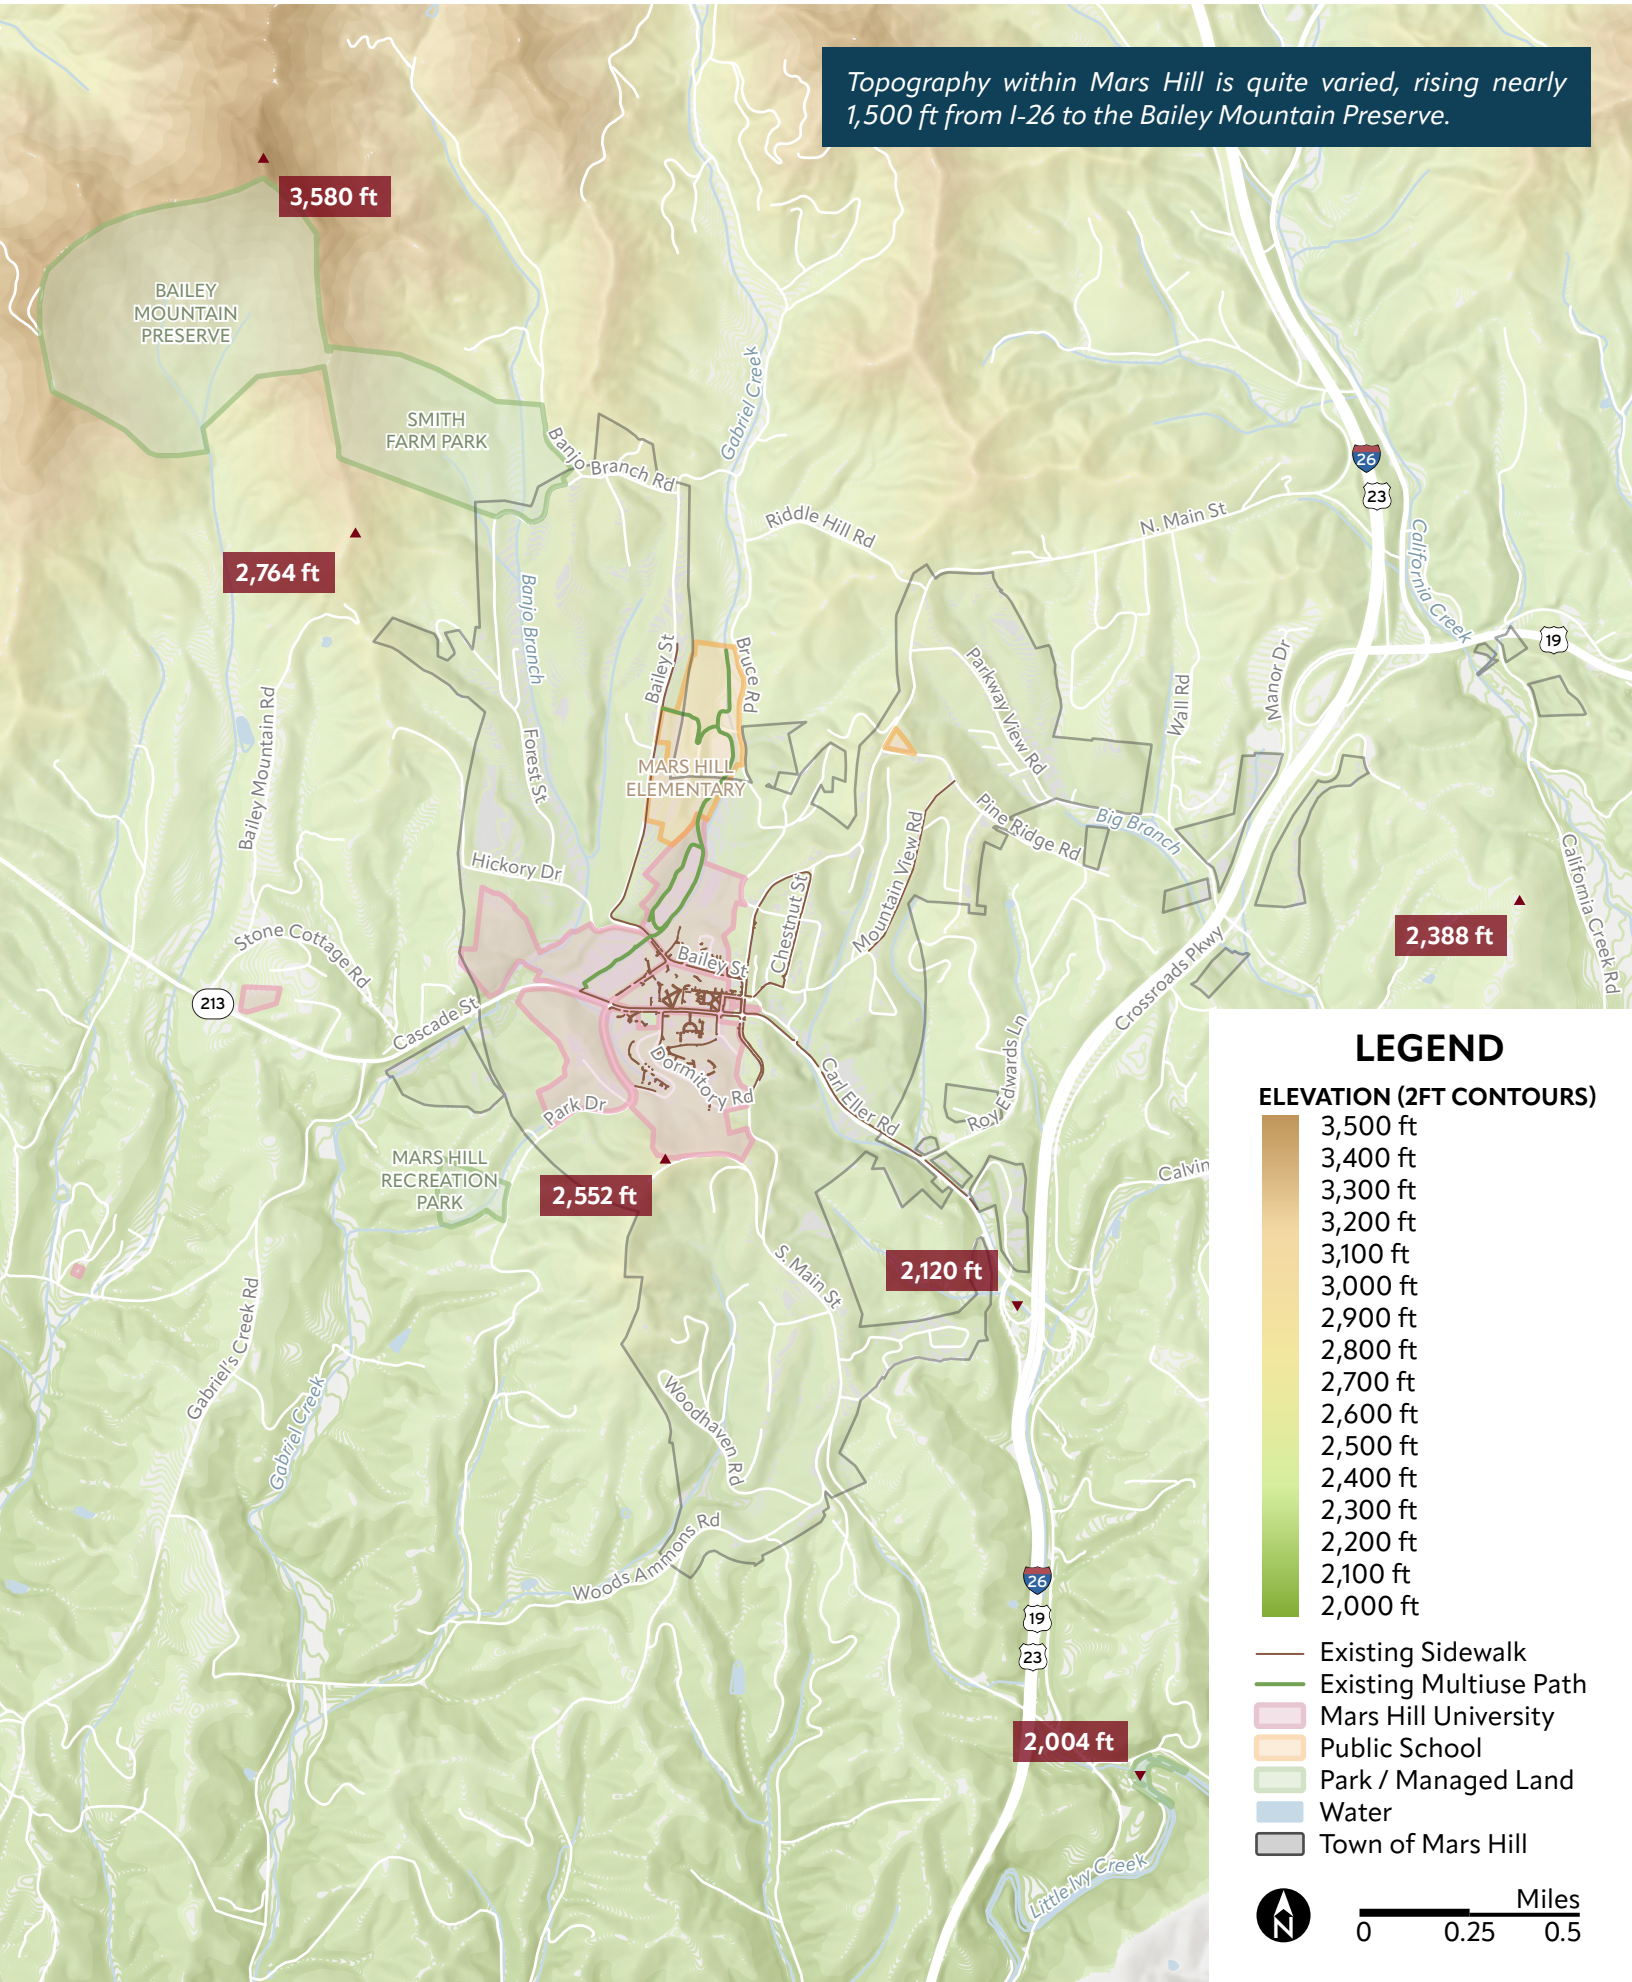 Topography within Mars Hill is quite varied, rising nearly
1,500 ft from I-26 to the Bailey Mountain Preserve.
3,580 ft
BAILEY
MOUNTAIN
PRESERVE
SMITH
FARM PARK
Banjo Branch Rd
Gabriel Creek
Riddle Hill Rd
N. Main St
26
23
California Creek
19
2,764 ft
Banjo Branch
Bailey St
Bruce Rd
Parkway View Rd
Wall Rd
Manor Dr
Bailey Mountain Rd
Forest St
MARS HILL
ELEMENTARY
Pine Ridge Rd
Big Branch
Mountain View Rd
Hickory Dr
Chestnut St
California Creek Rd
2,388 ft
Stone Cottage Rd
Bailey St
Crossroads Pkwy
213
Cascade St
Dormitory Rd
Carl Eller Rd
Roy Edwards Ln
Park Dr
Calvin
MARS HILL
RECREATION
PARK
2,552 ft
2,120 ft
S. Main St
Gabriel's Creek Rd
Gabriel Creek
Woodhaven Rd
Woods Ammons Rd
26
19
23
2,004 ft
Little Ivy Creek
LEGEND
ELEVATION (2FT CONTOURS)
3,500 ft
3,400 ft
3,300 ft
3,200 ft
3,100 ft
3,000 ft
2,900 ft
2,800 ft
2,700 ft
2,600 ft
2,500 ft
2,400 ft
2,300 ft
2,200 ft
2,100 ft
2,000 ft
Existing Sidewalk
Existing Multiuse Path
Mars Hill University
Public School
Park / Managed Land
Water
Town of Mars Hill
N
Miles
0 0.25 0.5